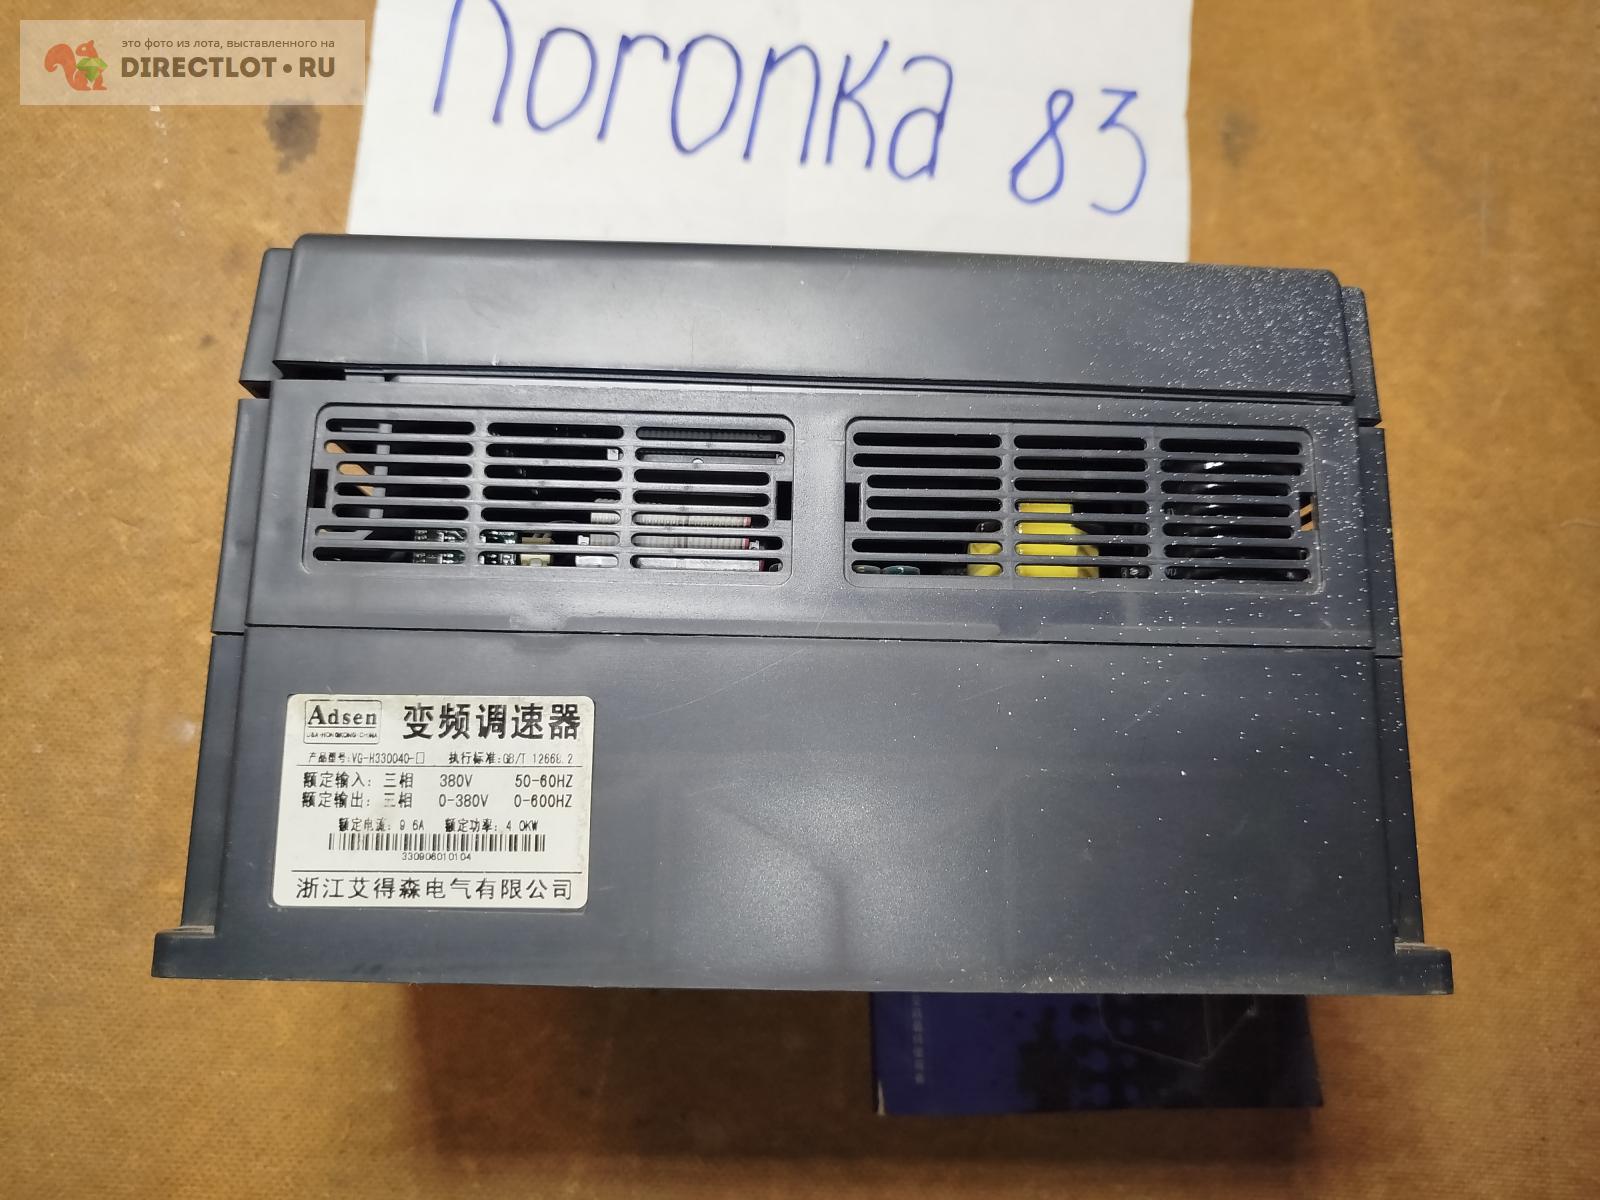 это фото из лота, выставленного на
DIRECTLOT.RU
noronka 83
Adsen
变频调速器
产品型号:VG-H330040-□ 执行标准:GB/T 12668.2
额定输入: 三相 380V 50-60HZ
额定输出: 三相 0-380V 0-600HZ
额定电流: 9.6A 额定功率: 4.0KW
330906010104
浙江艾得森电气有限公司